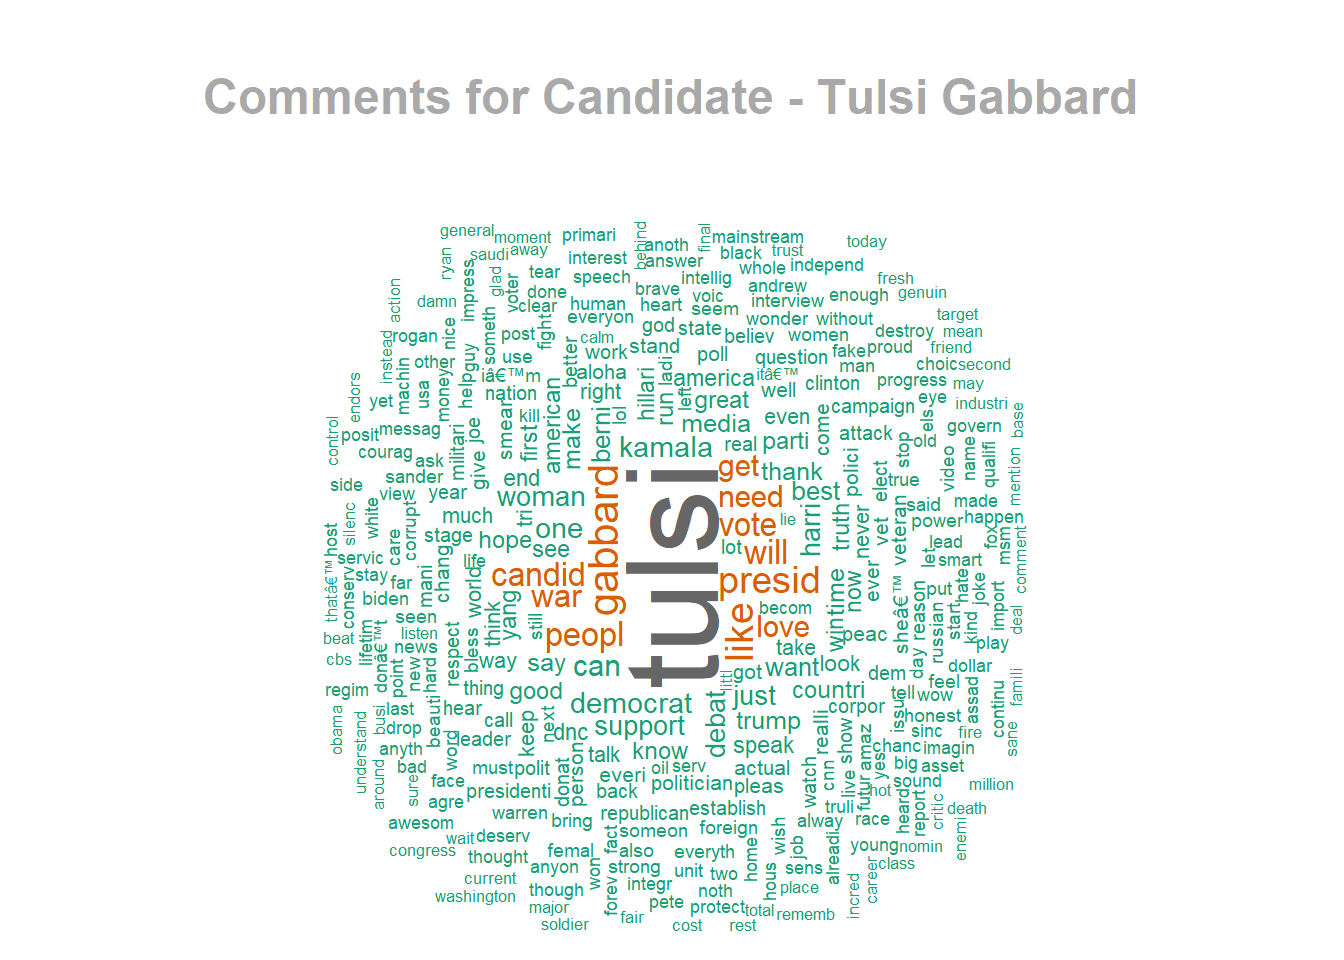 Comments for Candidate - Tulsi Gabbard
general
moment
primari
behind
anoth
final
mainstream
today
ryan
saudi
away
interest
answer
black
trust
impress
glad
voter
tear
speech
intellig
whole
independ
fresh
action
damn
done
clear
human
brave
heart
voic
andrew
interview
enough
genuin
target
instead
rogan
nice
someth
post
fight
everyon
calm
god
state
seem
wonder
without
destroy
mean
endors
yet
machin
other
usa
money
help
guy
use
iâ€™m
better
work
stand
ladi
believ
poll
women
question
fake
man
proud
choic
friend
second
nation
aloha
right
run
america
itâ€™
well
clinton
progress
may
control
posit
messag
courag
ask
militari
joe
smear
kill
first
american
make
berni
lol
hillari
left
great
media
even
campaign
come
attack
eye
els
industri
govern
base
old
stop
side
sander
give
end
kamala
real
parti
polici
elect
true
video
name
qualifi
mention
silenc
white
view
year
woman
tri
gabbard
tulsi
get
need
thank
best
harri
truth
never
vet
veteran
said
made
power
happen
host
servic
care
corrupt
much
stage
hope
one
see
vote
lie
lot
will
lead
fox
msm
comment
thatâ€™
conserv
stay
far
mani
chang
life
world
candid
war
presid
becom
wintime
now
ever
sheâ€™
let
smart
hate
joke
import
deal
biden
seen
put
beat
lifetim
donâ€™t
listen
news
respect
bless
think
yang
still
peopl
like
love
peac
day
reason
russian
start
kind
play
cbs
regim
point
new
hard
way
say
can
littl
got
take
want
look
dem
feel
dollar
tell
wow
assad
continu
famili
obama
busi
last
beauti
thing
good
democrat
just
countri
corpor
issu
honest
understand
drop
anyth
hear
word
leader
call
keep
next
dnc
support
debat
trump
realli
show
amaz
chanc
sinc
fire
imagin
sane
around
bad
sure
face
must
polit
person
talk
know
speak
actual
watch
cnn
live
futur
yes
big
asset
million
agre
presidenti
donat
everi
back
oil
serv
politician
pleas
hot
sound
awesom
warren
bring
republican
establish
truli
heard
report
critic
death
wait
deserv
someon
foreign
wish
alway
race
enemi
congress
thought
femal
fact
also
everyth
home
job
alreadi
young
nomin
current
anyon
won
strong
unit
two
hous
sens
class
washington
though
forev
integr
noth
place
career
major
pete
protect
total
rememb
incred
soldier
fair
cost
rest